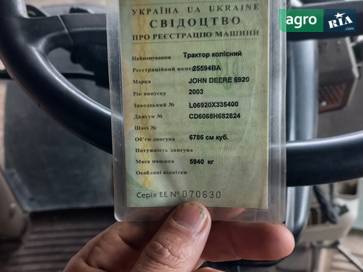 УКРАЇНА UA UKRAINE
СВІДОЦТВО
ПРО РЕЄСТРАЦІЮ МАШИНИ
Найменування Трактор колісний
Реєстраційний номер 25594ВА
Марка JOHN DEERE 6920
Рік випуску 2003
Заводський № L06920X335400
Двигун № CD6068H682824
Шасі №
Об'єм двигуна 6786 см куб.
Потужність двигуна
Маса машини 5940 кг
Особливі відмітки
Серія ЕЕ № 070630
agro RIA.com